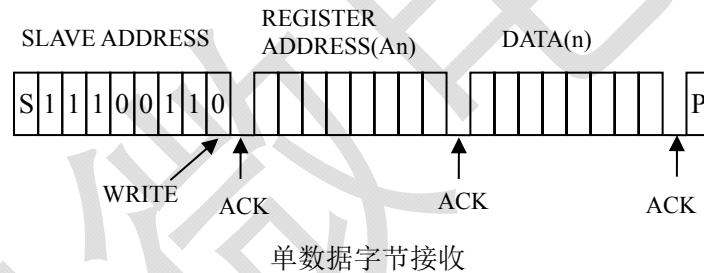 SLAVE ADDRESS
REGISTER
ADDRESS(An)
DATA(n)
S 1 1 1 0 0 1 1 0 P
WRITE
ACK
ACK
ACK
单数据字节接收